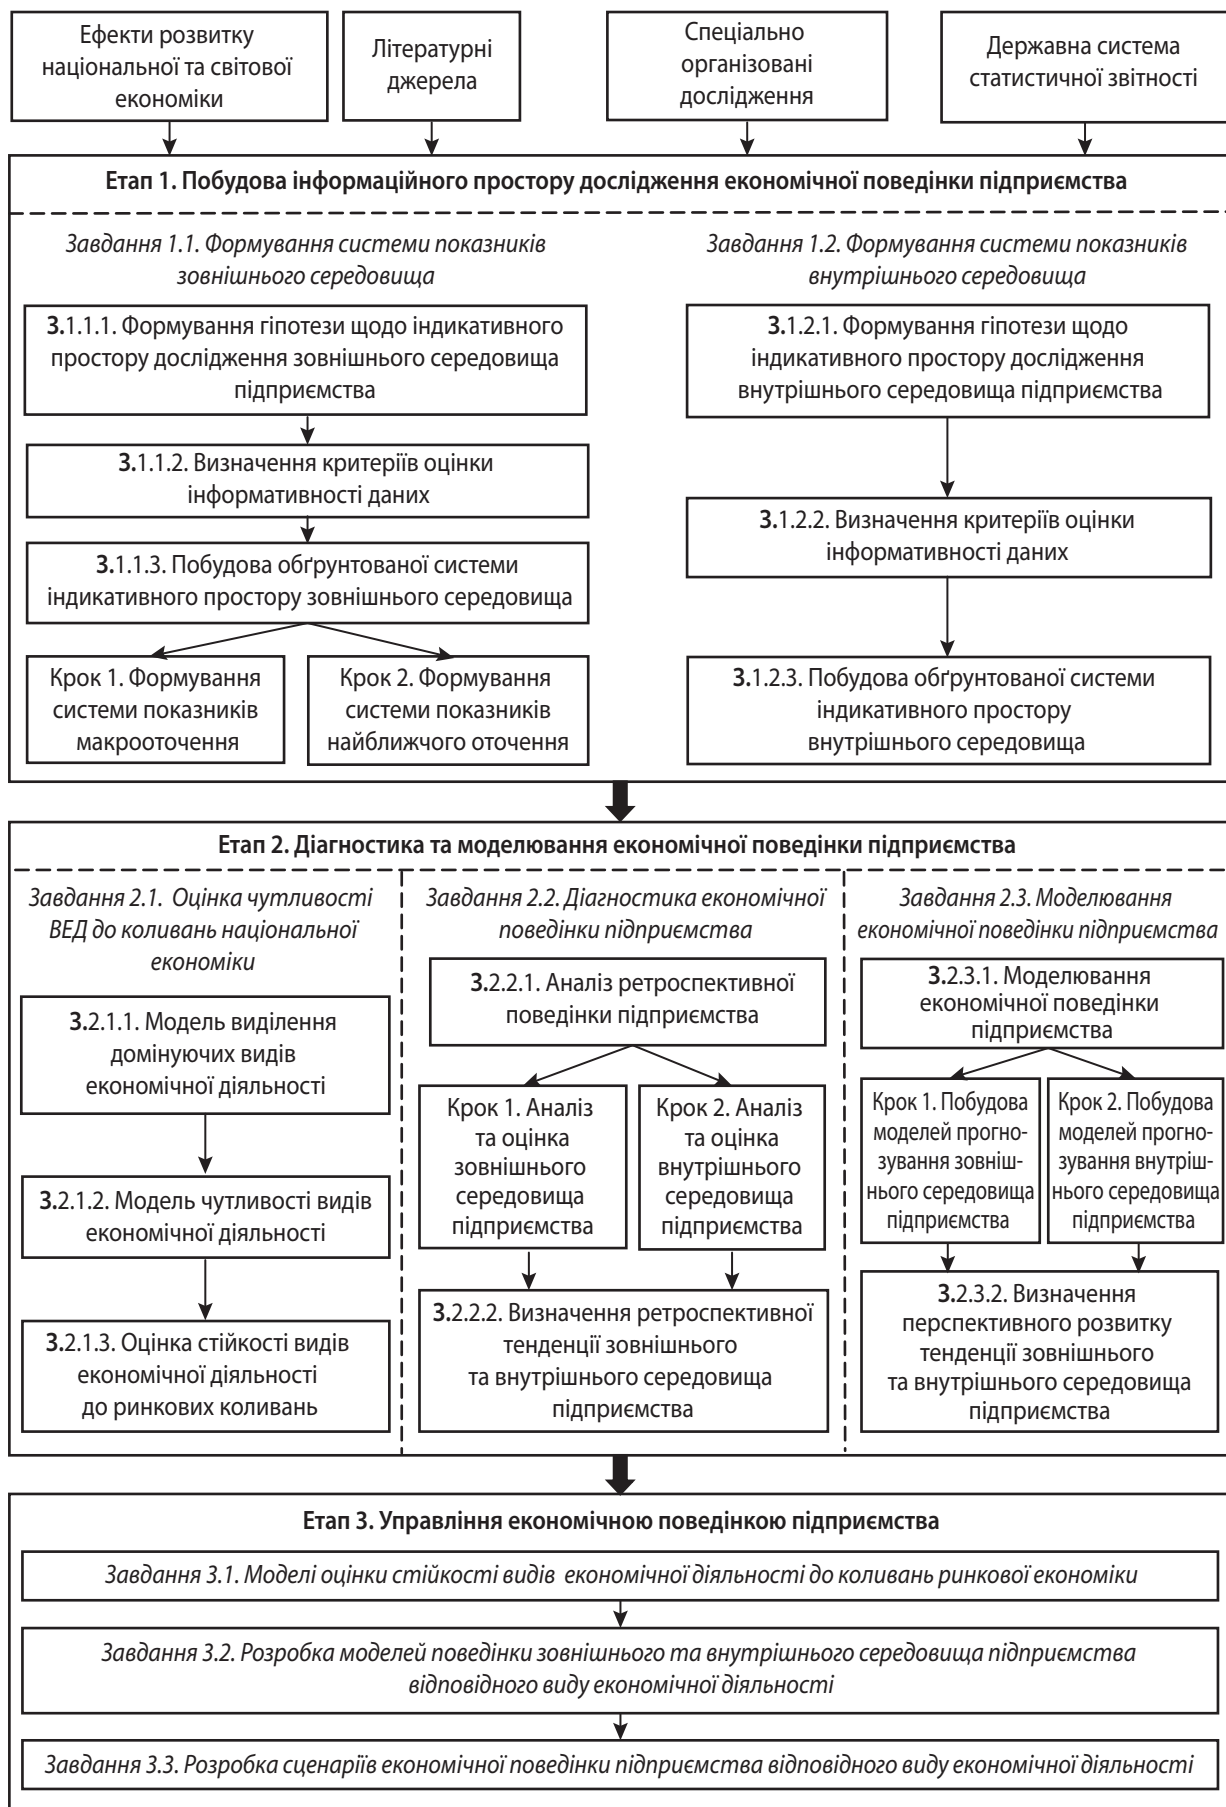 Ефекти розвитку
національної та світової
економіки
Літературні
джерела
Спеціально
організовані
дослідження
Державна система
статистичної звітності
Етап 1. Побудова інформаційного простору дослідження економічної поведінки підприємства
Завдання 1.1. Формування системи показників
зовнішнього середовища
З.1.1.1. Формування гіпотези щодо індикативного
простору дослідження зовнішнього середовища
підприємства
З.1.1.2. Визначення критеріїв оцінки
інформативності даних
З.1.1.3. Побудова обґрунтованої системи
індикативного простору зовнішнього середовища
Крок 1. Формування
системи показників
макрооточення
Крок 2. Формування
системи показників
найближчого оточення
Завдання 1.2. Формування системи показників
внутрішнього середовища
З.1.2.1. Формування гіпотези щодо
індикативного простору дослідження
внутрішнього середовища підприємства
З.1.2.2. Визначення критеріїв оцінки
інформативності даних
З.1.2.3. Побудова обґрунтованої системи
індикативного простору
внутрішнього середовища
Етап 2. Діагностика та моделювання економічної поведінки підприємства
Завдання 2.1. Оцінка чутливості
ВЕД до коливань національної
економіки
З.2.1.1. Модель виділення
домінуючих видів
економічної діяльності
З.2.1.2. Модель чутливості видів
економічної діяльності
З.2.1.3. Оцінка стійкості видів
економічної діяльності
до ринкових коливань
Завдання 2.2. Діагностика економічної
поведінки підприємства
З.2.2.1. Аналіз ретроспективної
поведінки підприємства
Крок 1. Аналіз
та оцінка
зовнішнього
середовища
підприємства
Крок 2. Аналіз
та оцінка
внутрішнього
середовища
підприємства
З.2.2.2. Визначення ретроспективної
тенденції зовнішнього
та внутрішнього середовища
підприємства
Завдання 2.3. Моделювання
економічної поведінки підприємства
З.2.3.1. Моделювання
економічної поведінки
підприємства
Крок 1. Побудова
моделей прогно-
зування зовніш-
нього середовища
підприємства
Крок 2. Побудова
моделей прогно-
зування внутріш-
нього середовища
підприємства
З.2.3.2. Визначення
перспективного розвитку
тенденції зовнішнього
та внутрішнього середовища
підприємства
Етап 3. Управління економічною поведінкою підприємства
Завдання 3.1. Моделі оцінки стійкості видів економічної діяльності до коливань ринкової економіки
Завдання 3.2. Розробка моделей поведінки зовнішнього та внутрішнього середовища підприємства
відповідного виду економічної діяльності
Завдання 3.3. Розробка сценаріїв економічної поведінки підприємства відповідного виду економічної діяльності